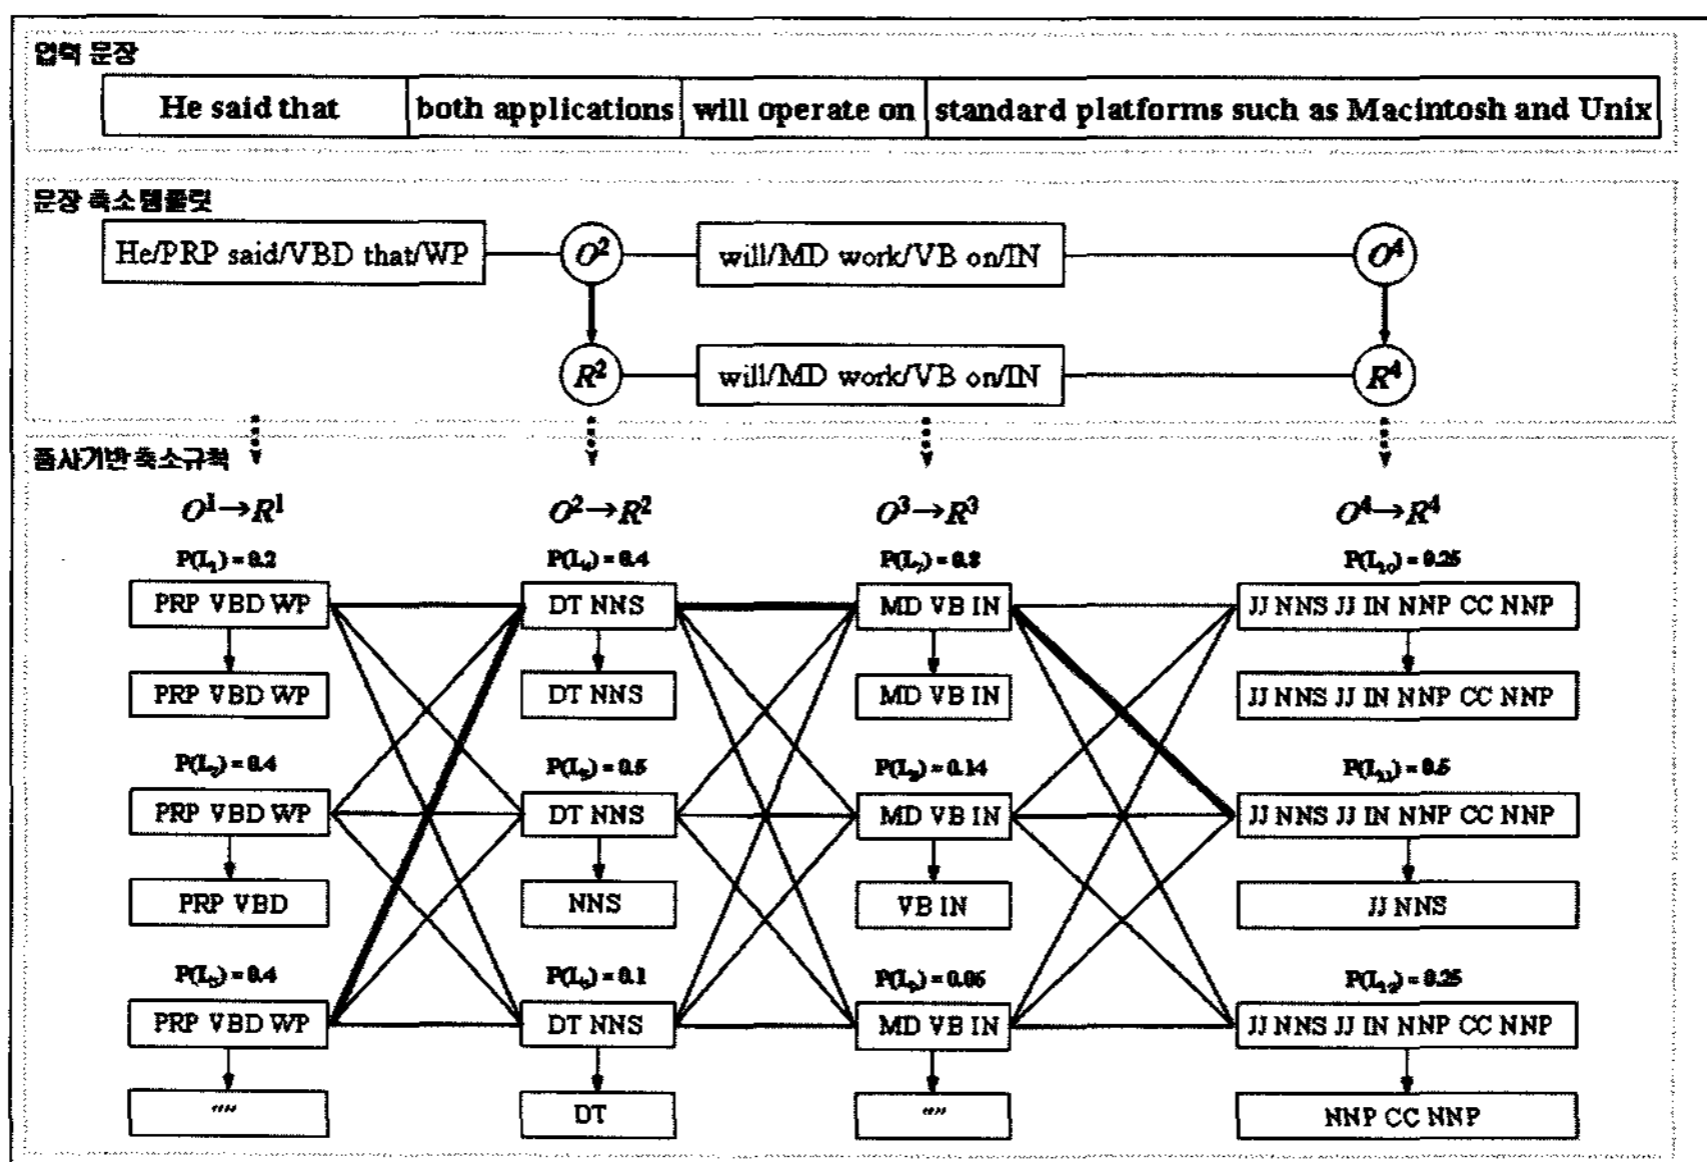 입력 문장
He said that both applications will operate on standard platforms such as Macintosh and Unix
문장 축소템플릿
He/PRP said/VBD that/WP O² will/MD work/VB on/IN O⁴
R² will/MD work/VB on/IN R⁴
품사기반 축소규칙
O¹→R¹ O²→R² O³→R³ O⁴→R⁴
P(L₁) = 0.2 P(L₄) = 0.4 P(L₇) = 0.8 P(L₁₀) = 0.25
PRP VBD WP DT NNS MD VB IN JJ NNS JJ IN NNP CC NNP
PRP VBD WP DT NNS MD VB IN JJ NNS JJ IN NNP CC NNP
P(L₂) = 0.4 P(L₅) = 0.5 P(L₈) = 0.14 P(L₁₁) = 0.5
PRP VBD WP DT NNS MD VB IN JJ NNS JJ IN NNP CC NNP
PRP VBD NNS VB IN JJ NNS
P(L₃) = 0.4 P(L₆) = 0.1 P(L₉) = 0.06 P(L₁₂) = 0.25
PRP VBD WP DT NNS MD VB IN JJ NNS JJ IN NNP CC NNP
"" DT "" NNP CC NNP